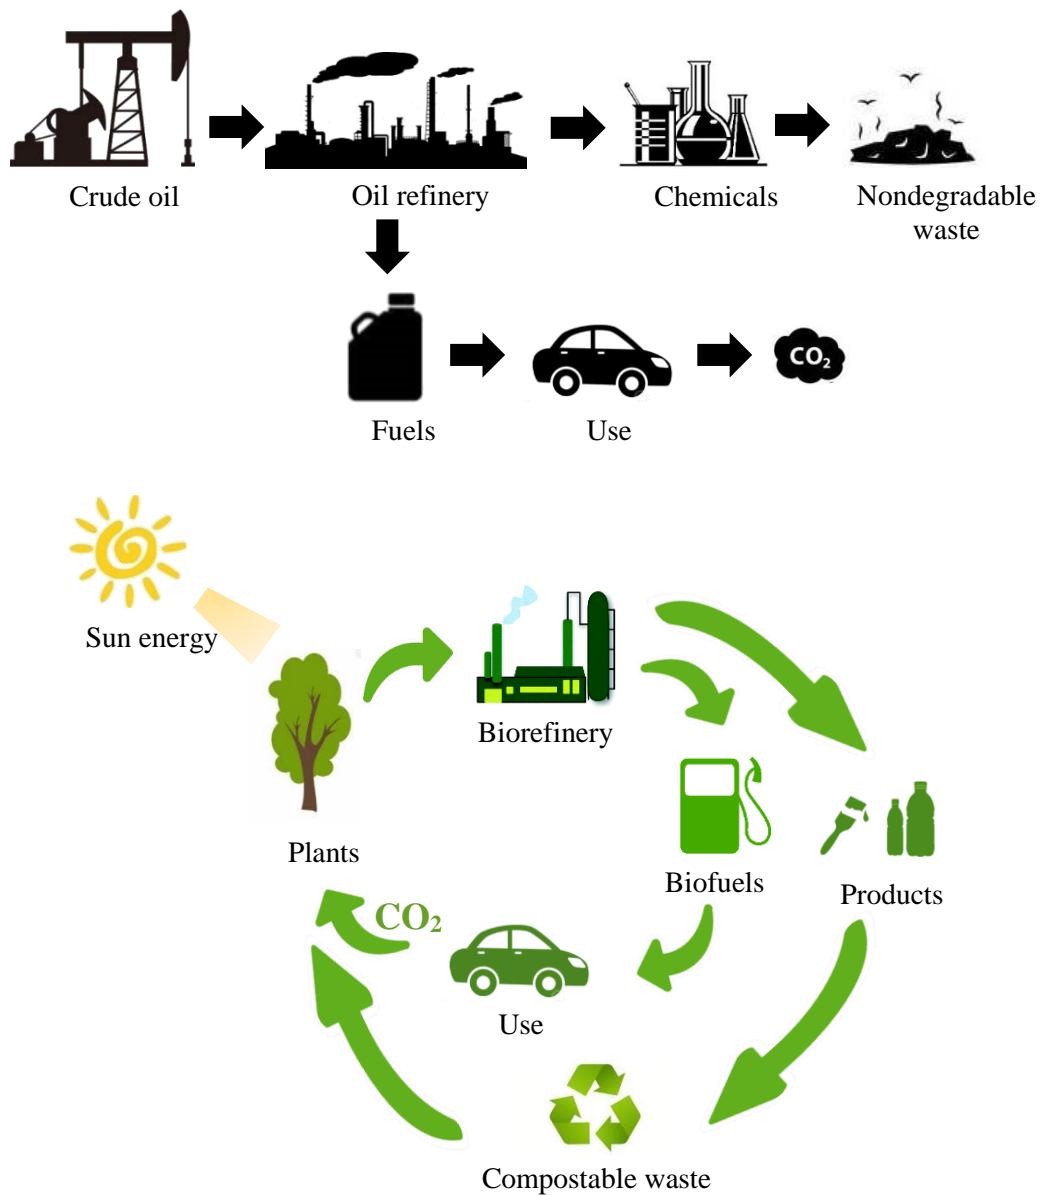 Crude oil
Oil refinery
Chemicals
Nondegradable
waste
CO₂
Fuels
Use
Sun energy
Biorefinery
Plants
Biofuels
Products
CO₂
Use
Compostable waste